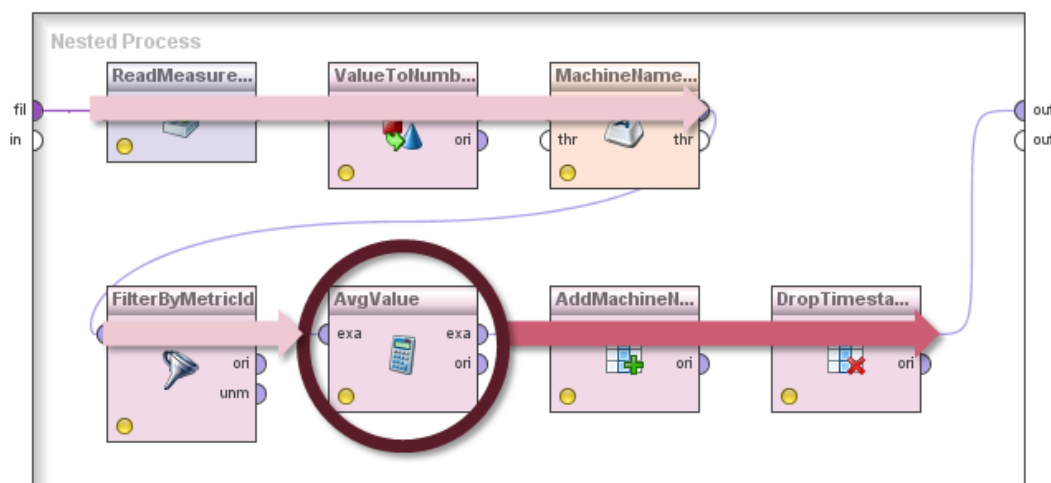 Nested Process
ReadMeasure...
ValueToNumb...
MachineName...
fil
out
in
ori
thr
thr
out
FilterByMetricId
AvgValue
AddMachineN...
DropTimesta...
exa
exa
ori
ori
ori
ori
unm